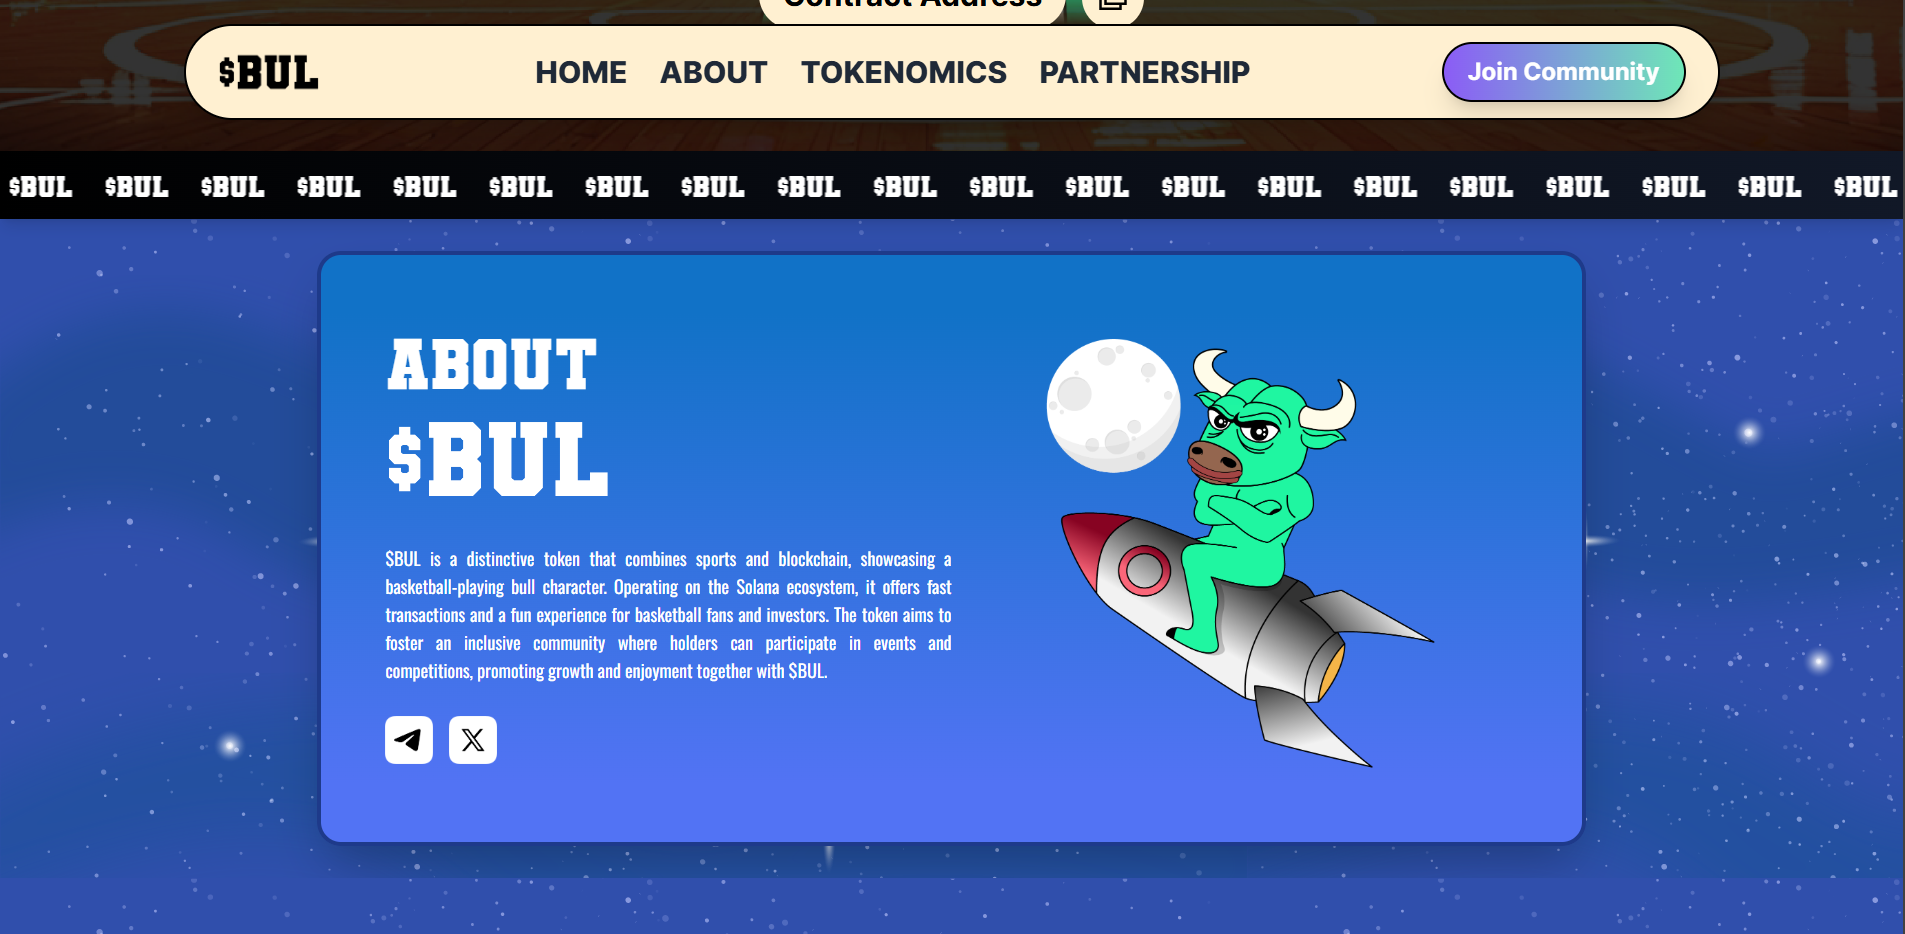 Contract Address
$BUL
HOME ABOUT TOKENOMICS PARTNERSHIP
Join Community
$BUL $BUL $BUL $BUL $BUL $BUL $BUL $BUL $BUL $BUL $BUL $BUL $BUL $BUL $BUL $BUL $BUL $BUL $BUL $BUL
ABOUT
$BUL
$BUL is a distinctive token that combines sports and blockchain, showcasing a
basketball-playing bull character. Operating on the Solana ecosystem, it offers fast
transactions and a fun experience for basketball fans and investors. The token aims to
foster an inclusive community where holders can participate in events and
competitions, promoting growth and enjoyment together with $BUL.